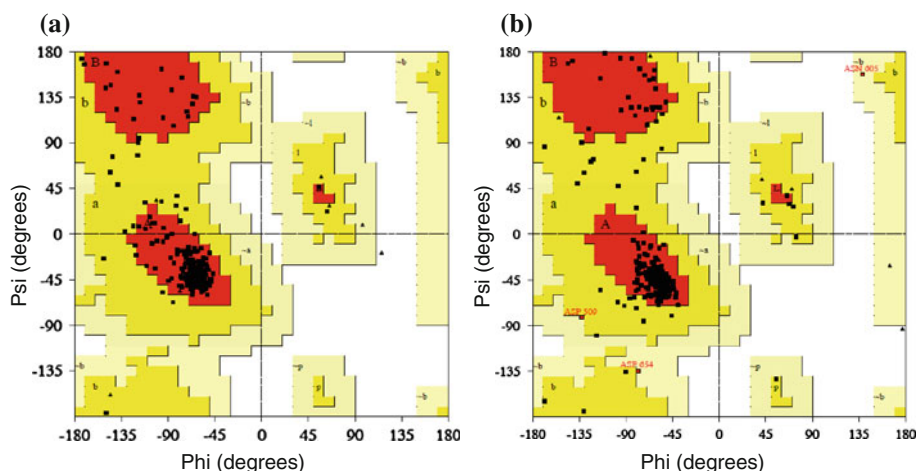 (a) (b)
180 135 90 45 0 -45 -90 -135
B b a ~b ~l l ~a ~p p ~b b
-180 -135 -90 -45 0 45 90 135 180
Psi (degrees)
Phi (degrees)
180 135 90 45 0 -45 -90 -135
B b a A ~b ~l l L ~a ~p p ~b b
ASN 605
ASP 500
ASP 654
-180 -135 -90 -45 0 45 90 135 180
Psi (degrees)
Phi (degrees)